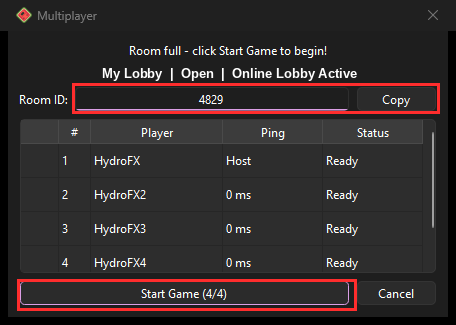 Multiplayer
Room full - click Start Game to begin!
My Lobby | Open | Online Lobby Active
Room ID: 4829 Copy
# Player Ping Status
1 HydroFX Host Ready
2 HydroFX2 0 ms Ready
3 HydroFX3 0 ms Ready
4 HydroFX4 0 ms Ready
Start Game (4/4) Cancel